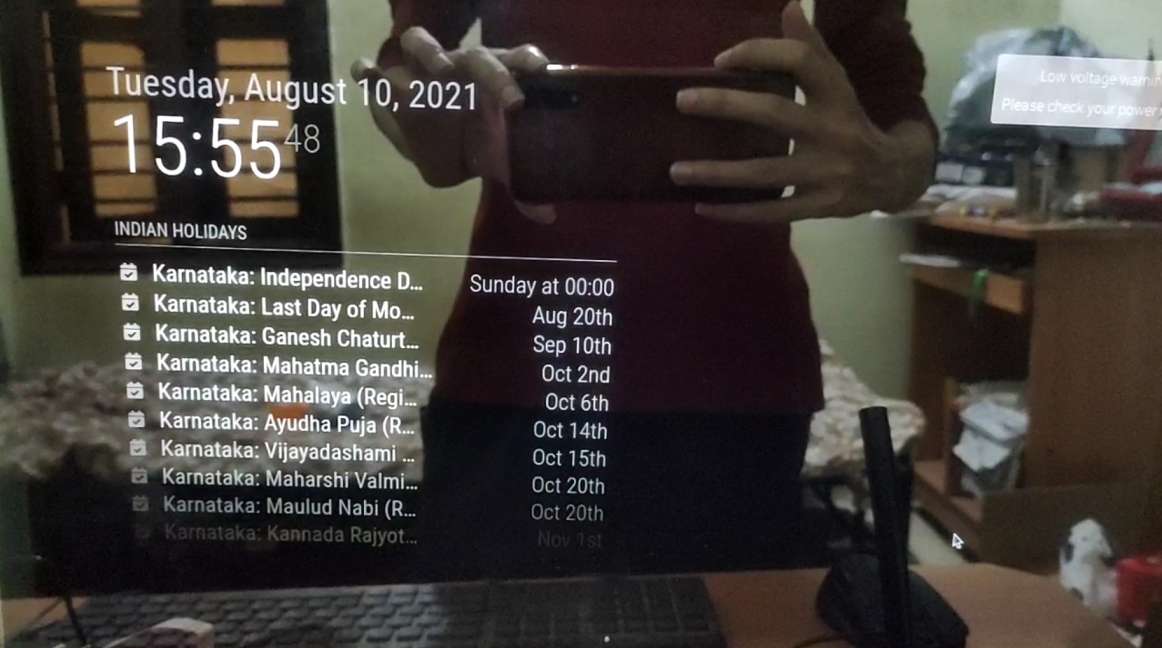 Tuesday, August 10, 2021
15:55 48
INDIAN HOLIDAYS
Karnataka: Independence D... Sunday at 00:00
Karnataka: Last Day of Mo... Aug 20th
Karnataka: Ganesh Chaturt... Sep 10th
Karnataka: Mahatma Gandhi... Oct 2nd
Karnataka: Mahalaya (Regi... Oct 6th
Karnataka: Ayudha Puja (R... Oct 14th
Karnataka: Vijayadashami ... Oct 15th
Karnataka: Maharshi Valmi... Oct 20th
Karnataka: Maulud Nabi (R... Oct 20th
Karnataka: Kannada Rajyot... Nov 1st
Low voltage warnin
Please check your power